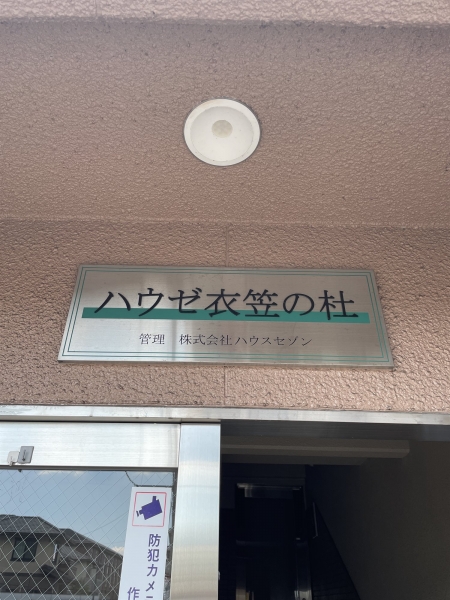 ハウゼ衣笠の杜
管理 株式会社ハウスセゾン
防犯カメ
作